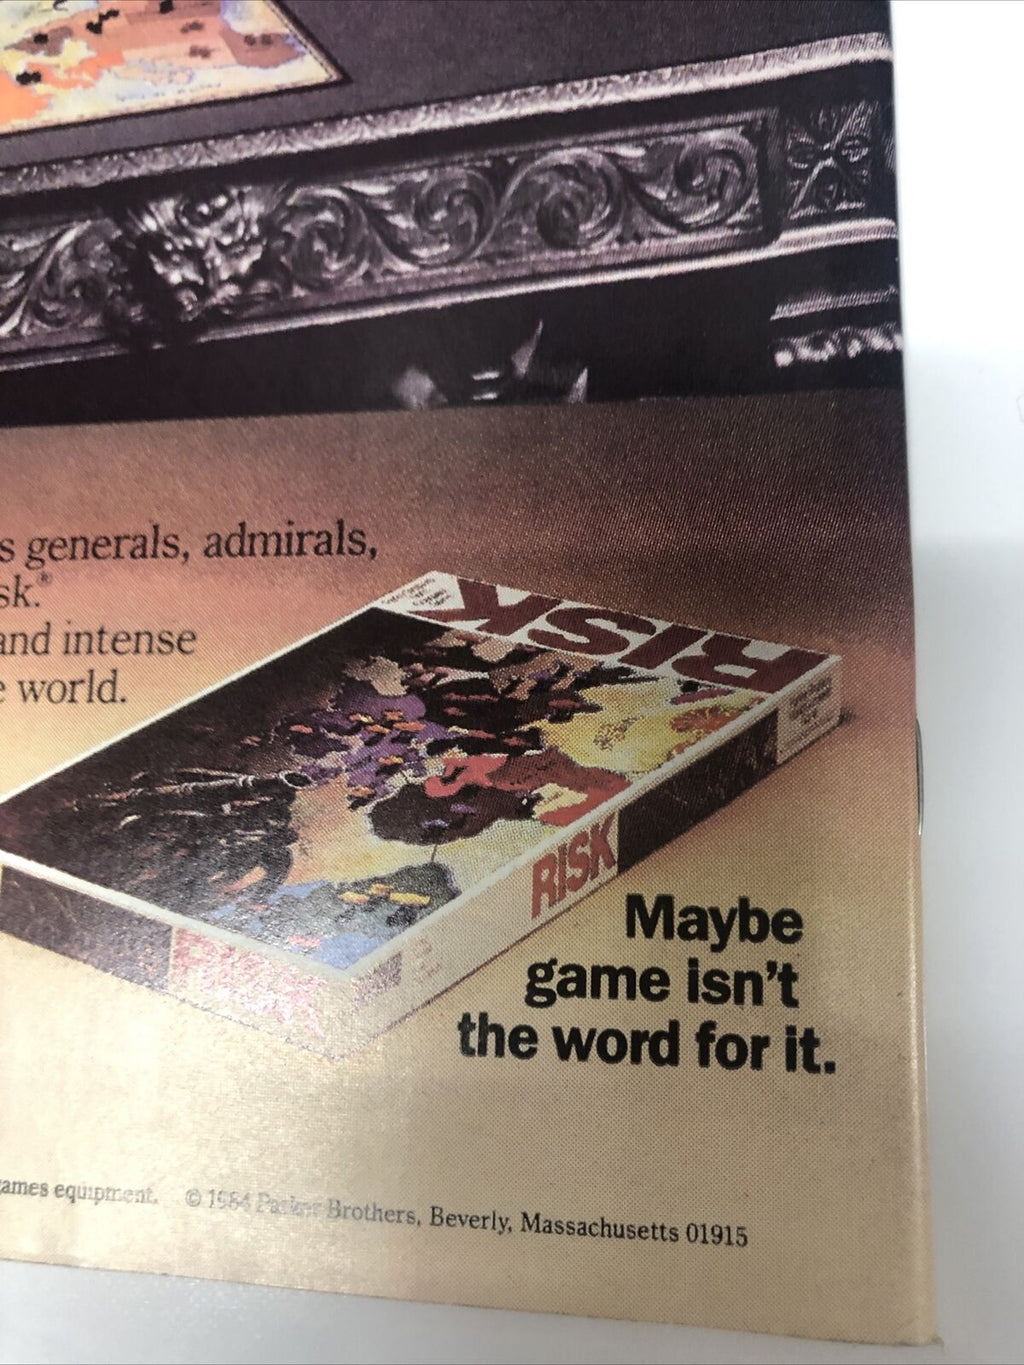 s generals, admirals,
sk.®
and intense
e world.
RISK
RISK
RISK
Maybe
game isn't
the word for it.
ames equipment. © 1984 Parker Brothers, Beverly, Massachusetts 01915